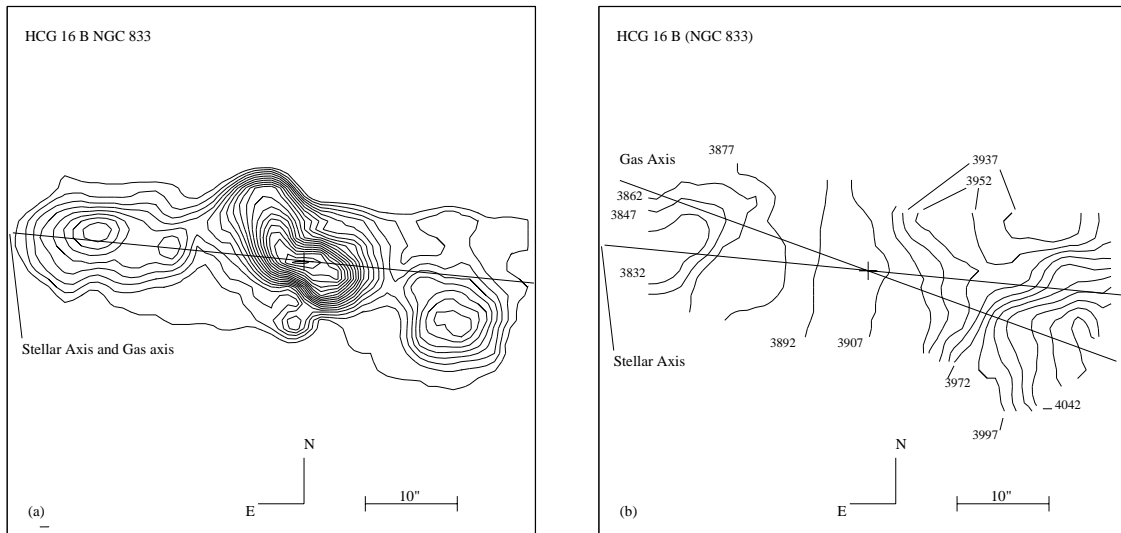 HCG 16 B NGC 833
Stellar Axis and Gas axis
N
E
10"
(a)
HCG 16 B (NGC 833)
3877
3937
3952
Gas Axis
3862
3847
3832
Stellar Axis
3892
3907
3972
4042
3997
N
E
10"
(b)